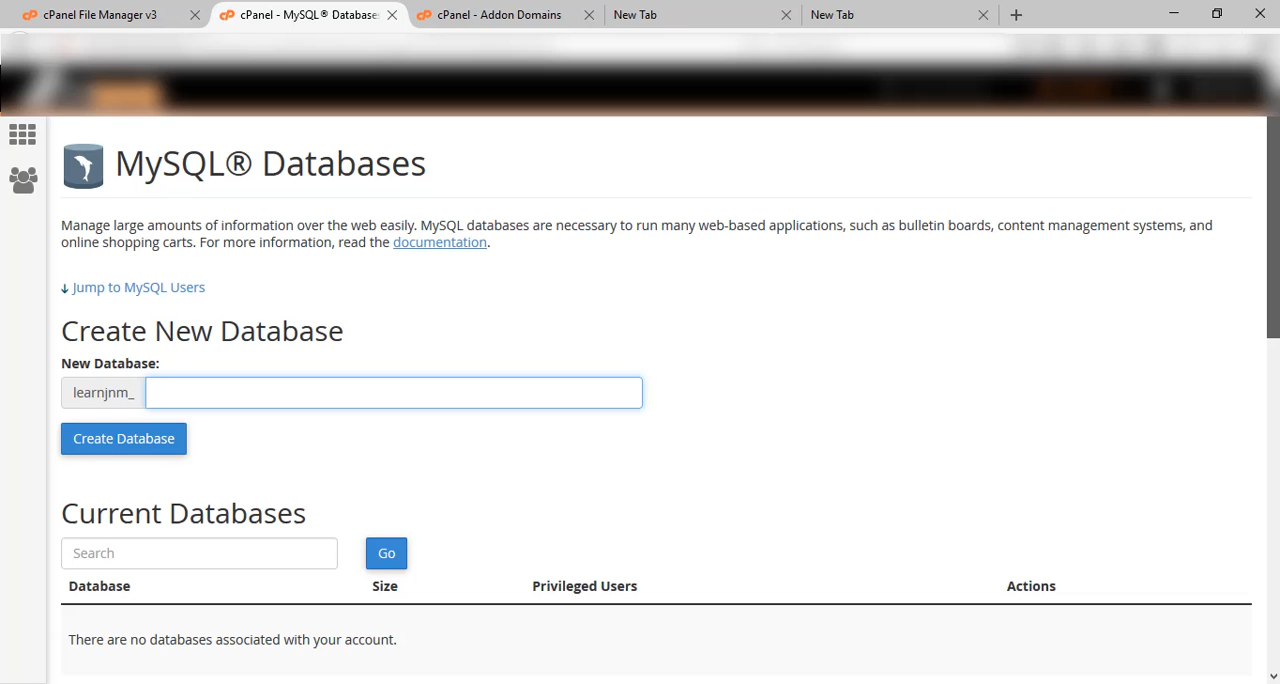 cPanel File Manager v3
cPanel - MySQL® Databases
cPanel - Addon Domains
New Tab
New Tab
MySQL® Databases
Manage large amounts of information over the web easily. MySQL databases are necessary to run many web-based applications, such as bulletin boards, content management systems, and
online shopping carts. For more information, read the documentation.
↓ Jump to MySQL Users
Create New Database
New Database:
learnjnm_
Create Database
Current Databases
Search Go
Database Size Privileged Users Actions
There are no databases associated with your account.